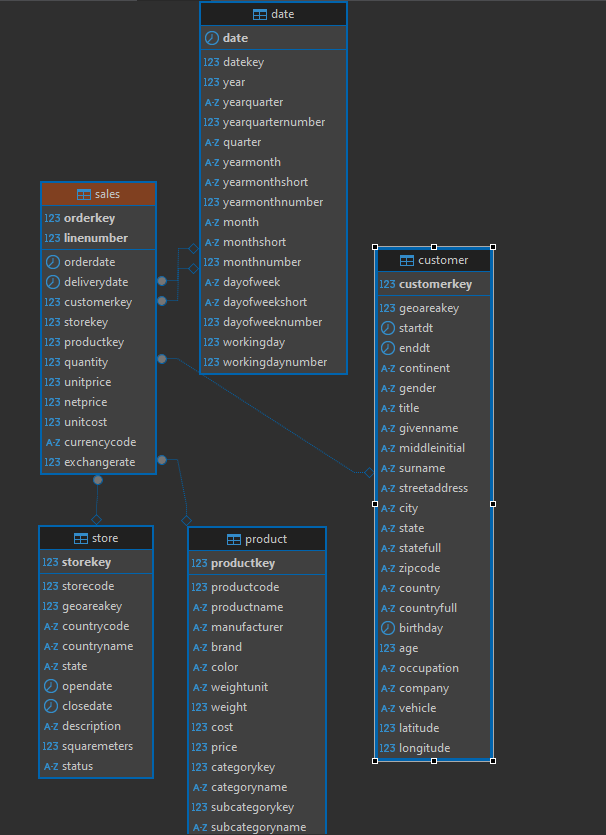 date
date
123 datekey
123 year
A-Z yearquarter
123 yearquarternumber
A-Z quarter
A-Z yearmonth
A-Z yearmonthshort
123 yearmonthnumber
A-Z month
A-Z monthshort
123 monthnumber
A-Z dayofweek
A-Z dayofweekshort
123 dayofweeknumber
123 workingday
123 workingdaynumber
sales
123 orderkey
123 linenumber
orderdate
deliverydate
123 customerkey
123 storekey
123 productkey
123 quantity
123 unitprice
123 netprice
123 unitcost
A-Z currencycode
123 exchangerate
customer
123 customerkey
123 geoareakey
startdt
enddt
A-Z continent
A-Z gender
A-Z title
A-Z givenname
A-Z middleinitial
A-Z surname
A-Z streetaddress
A-Z city
A-Z state
A-Z statefull
A-Z zipcode
A-Z country
A-Z countryfull
birthday
123 age
A-Z occupation
A-Z company
A-Z vehicle
123 latitude
123 longitude
store
123 storekey
123 storecode
123 geoareakey
A-Z countrycode
A-Z countryname
A-Z state
opendate
closedate
A-Z description
123 squaremeters
A-Z status
product
123 productkey
123 productcode
A-Z productname
A-Z manufacturer
A-Z brand
A-Z color
A-Z weightunit
123 weight
123 cost
123 price
123 categorykey
A-Z categoryname
123 subcategorykey
A-Z subcategoryname